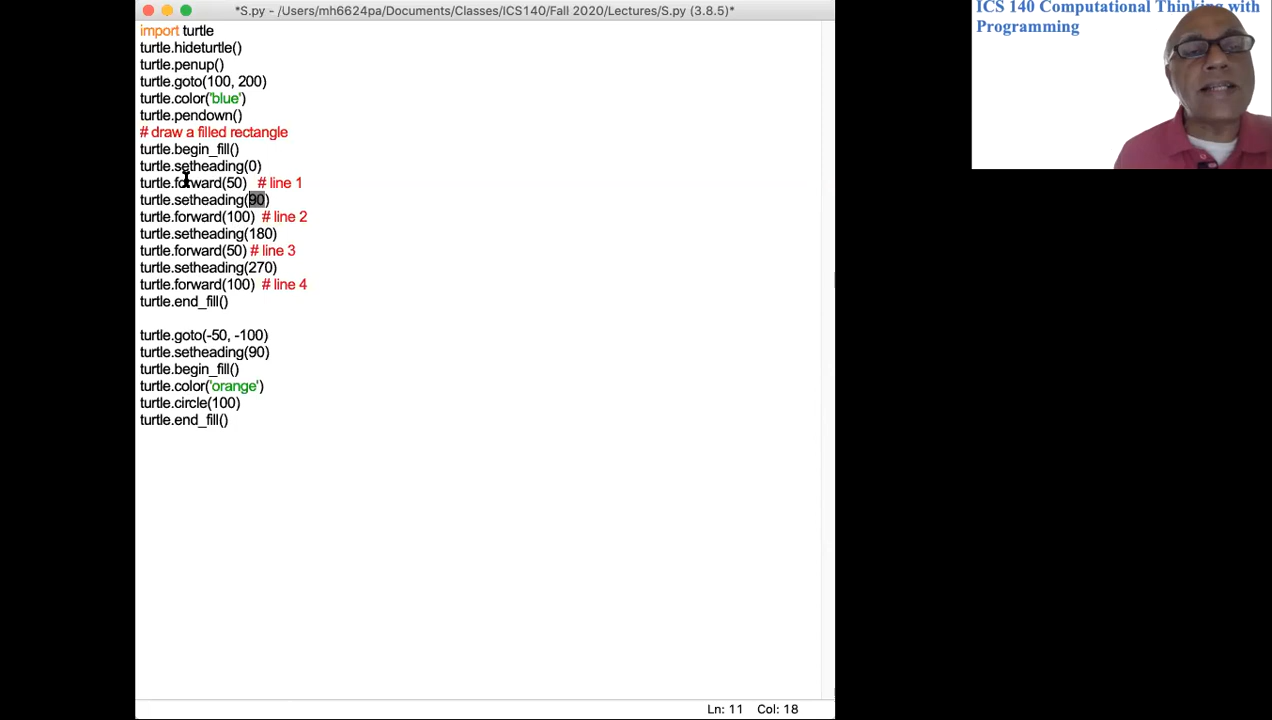 *S.py - /Users/mh6624pa/Documents/Classes/ICS140/Fall 2020/Lectures/S.py (3.8.5)*
import turtle
turtle.hideturtle()
turtle.penup()
turtle.goto(100, 200)
turtle.color('blue')
turtle.pendown()
# draw a filled rectangle
turtle.begin_fill()
turtle.setheading(0)
turtle.forward(50)   # line 1
turtle.setheading(90)
turtle.forward(100)  # line 2
turtle.setheading(180)
turtle.forward(50) # line 3
turtle.setheading(270)
turtle.forward(100)  # line 4
turtle.end_fill()
turtle.goto(-50, -100)
turtle.setheading(90)
turtle.begin_fill()
turtle.color('orange')
turtle.circle(100)
turtle.end_fill()
Ln: 11 Col: 18
ICS 140 Computational Thinking with
Programming